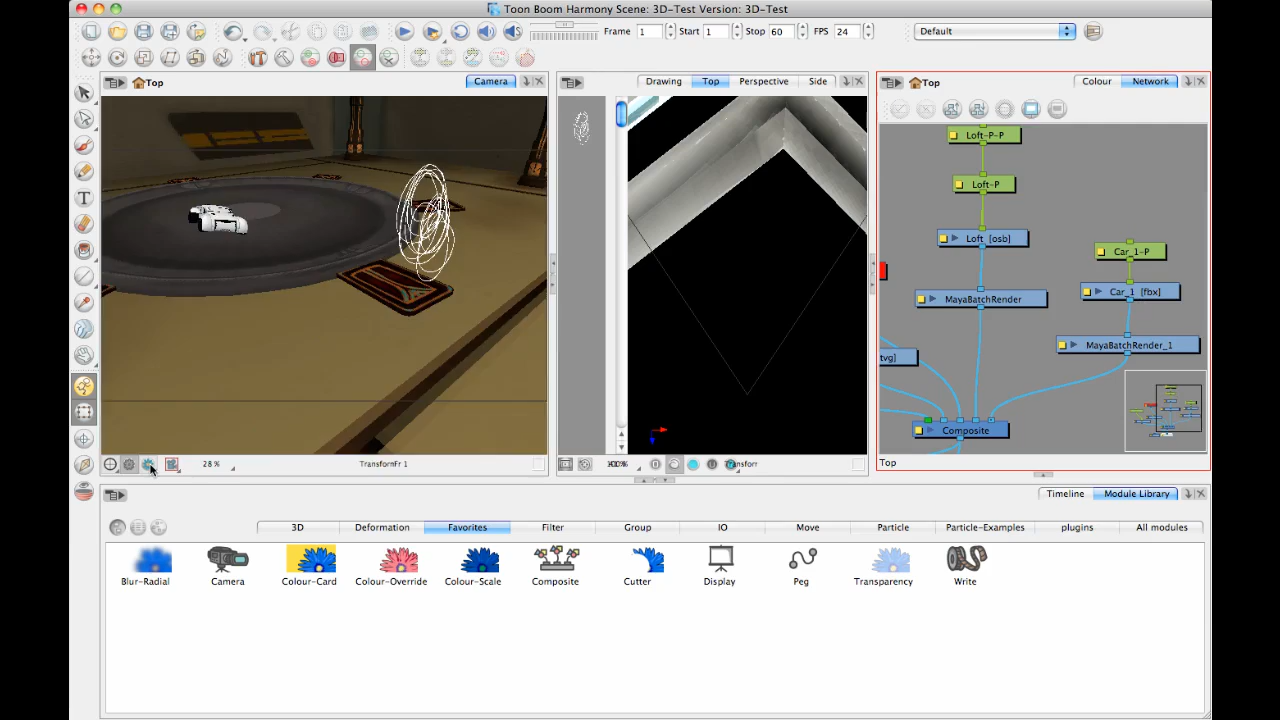 Toon Boom Harmony Scene: 3D-Test Version: 3D-Test
Frame 1 Start 1 Stop 60 FPS 24 Default
Top Camera
Drawing Top Perspective Side
Top Colour Network
Loft-P-P
Loft-P
Loft [osb]
Car_1-P
Car_1 [fbx]
MayaBatchRender
MayaBatchRender_1
tvg]
Composite
Top
28 % TransformFr 1
Transforr
Timeline Module Library
3D Deformation Favorites Filter Group IO Move Particle Particle-Examples plugins All modules
Blur-Radial Camera Colour-Card Colour-Override Colour-Scale Composite Cutter Display Peg Transparency Write